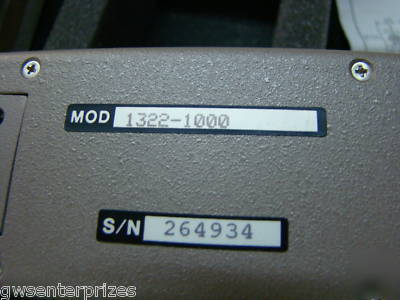 MOD 1322-1000
S/N 264934
gwsenterprizes